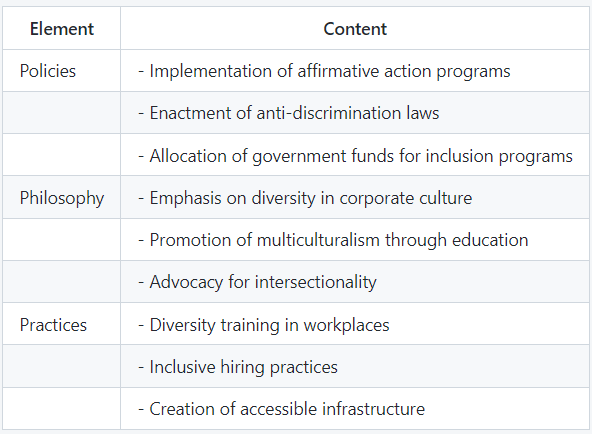 Element Content
Policies - Implementation of affirmative action programs
- Enactment of anti-discrimination laws
- Allocation of government funds for inclusion programs
Philosophy - Emphasis on diversity in corporate culture
- Promotion of multiculturalism through education
- Advocacy for intersectionality
Practices - Diversity training in workplaces
- Inclusive hiring practices
- Creation of accessible infrastructure